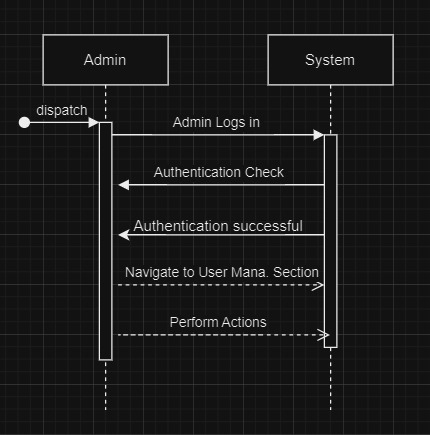 Admin
System
dispatch
Admin Logs in
Authentication Check
Authentication successful
Navigate to User Mana. Section
Perform Actions